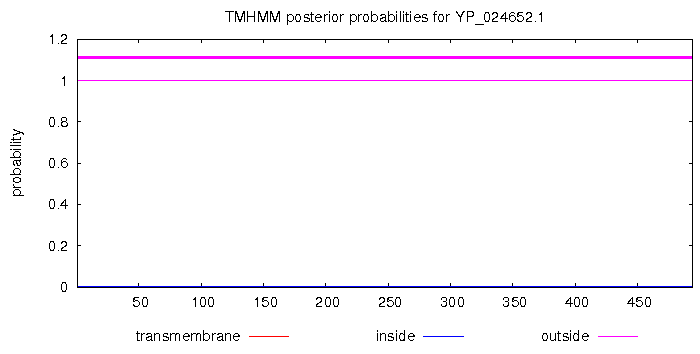 TMHMM posterior probabilities for YP_024652.1
1.2
1
0.8
0.6
0.4
0.2
0
probability
50 100 150 200 250 300 350 400 450
transmembrane inside outside